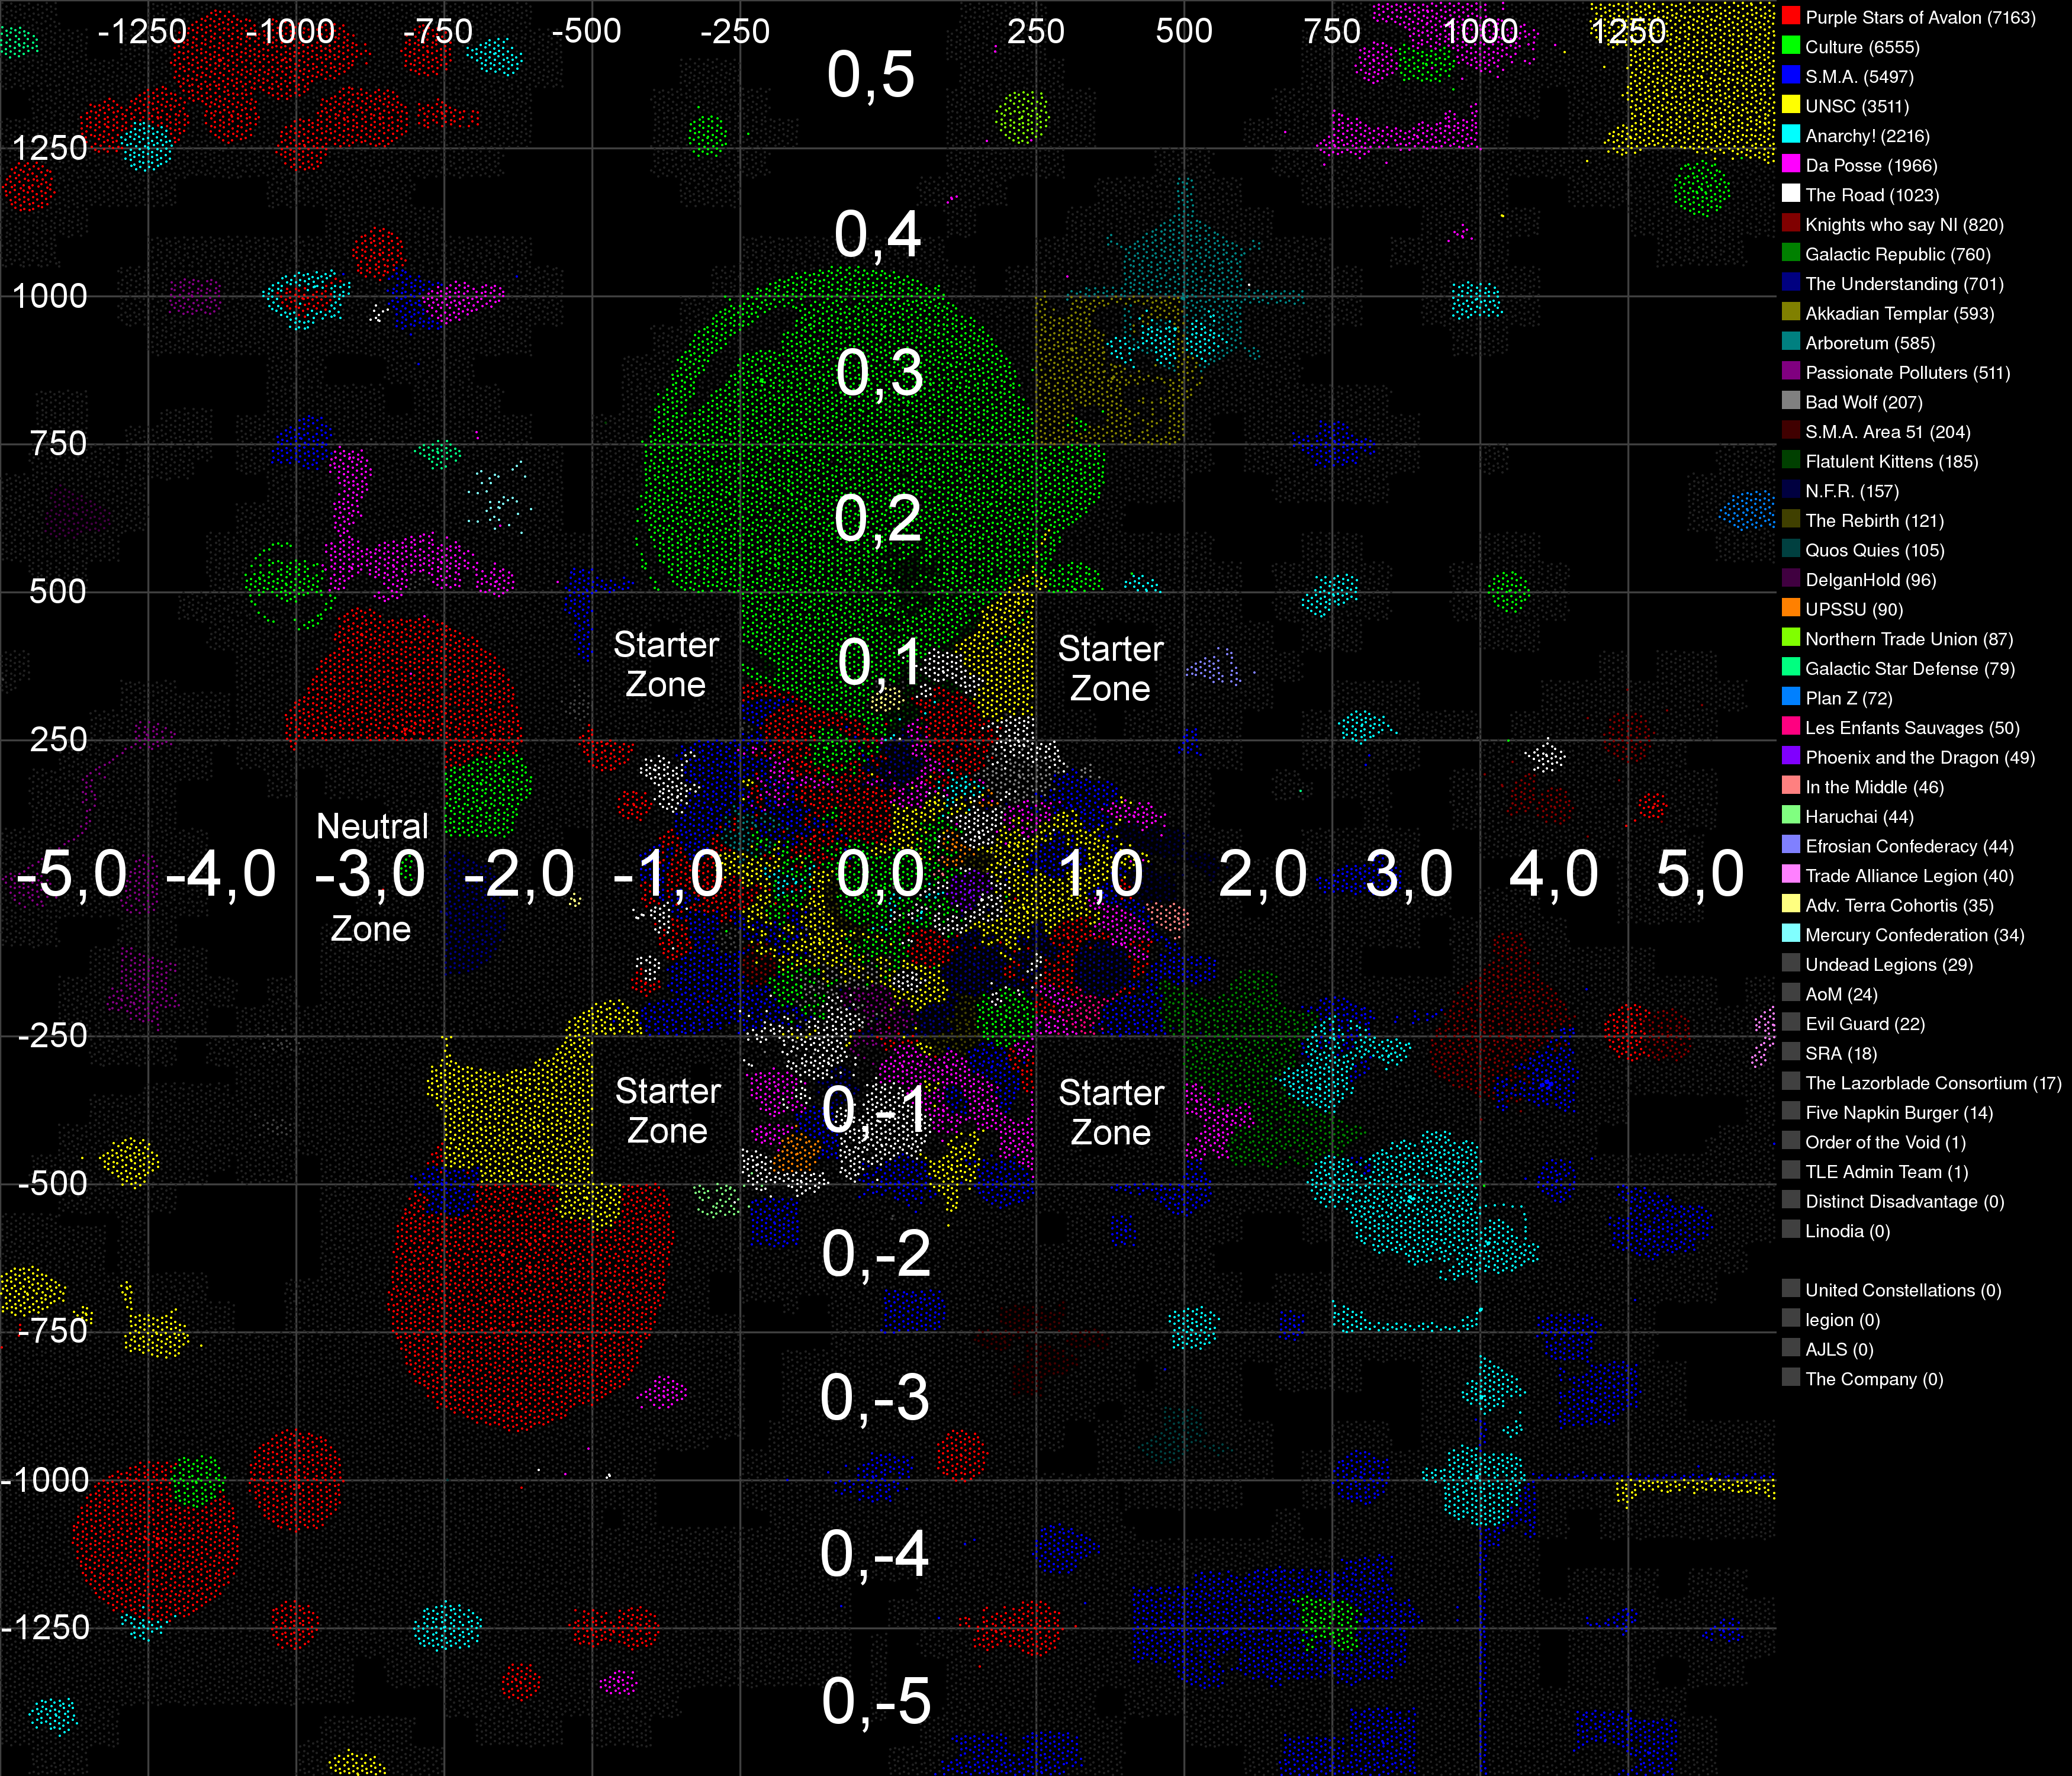 -1250 -1000 -750 -500 -250 250 500 750 1000 1250
0,5
1250
0,4
1000
0,3
750
0,2
500
Starter
Zone
0,1
Starter
Zone
250
Neutral
-5,0 -4,0 -3,0 -2,0 -1,0 0,0 1,0 2,0 3,0 4,0 5,0
Zone
-250
Starter
Zone
0,-1
Starter
Zone
-500
0,-2
-750
0,-3
-1000
0,-4
-1250
0,-5
Purple Stars of Avalon (7163)
Culture (6555)
S.M.A. (5497)
UNSC (3511)
Anarchy! (2216)
Da Posse (1966)
The Road (1023)
Knights who say NI (820)
Galactic Republic (760)
The Understanding (701)
Akkadian Templar (593)
Arboretum (585)
Passionate Polluters (511)
Bad Wolf (207)
S.M.A. Area 51 (204)
Flatulent Kittens (185)
N.F.R. (157)
The Rebirth (121)
Quos Quies (105)
DelganHold (96)
UPSSU (90)
Northern Trade Union (87)
Galactic Star Defense (79)
Plan Z (72)
Les Enfants Sauvages (50)
Phoenix and the Dragon (49)
In the Middle (46)
Haruchai (44)
Efrosian Confederacy (44)
Trade Alliance Legion (40)
Adv. Terra Cohortis (35)
Mercury Confederation (34)
Undead Legions (29)
AoM (24)
Evil Guard (22)
SRA (18)
The Lazorblade Consortium (17)
Five Napkin Burger (14)
Order of the Void (1)
TLE Admin Team (1)
Distinct Disadvantage (0)
Linodia (0)
United Constellations (0)
legion (0)
AJLS (0)
The Company (0)